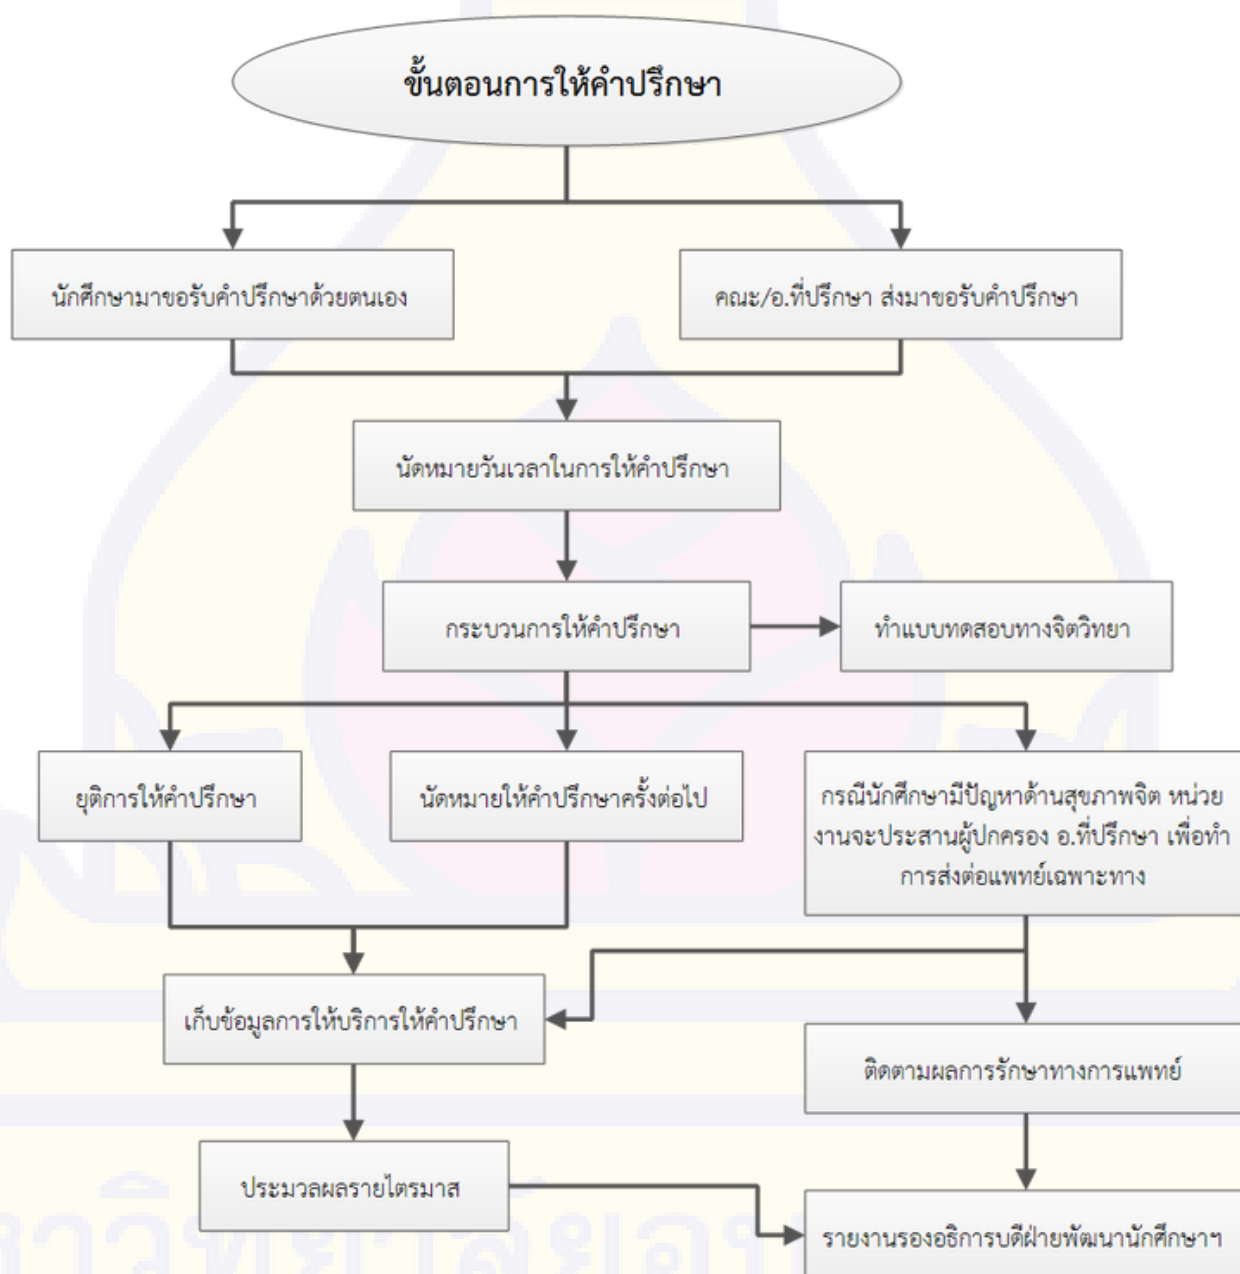 ขั้นตอนการให้คำปรึกษา
นักศึกษามาขอรับคำปรึกษาด้วยตนเอง
คณะ/อ.ที่ปรึกษา ส่งมาขอรับคำปรึกษา
นัดหมายวันเวลาในการให้คำปรึกษา
กระบวนการให้คำปรึกษา
ทำแบบทดสอบทางจิตวิทยา
ยุติการให้คำปรึกษา
นัดหมายให้คำปรึกษาครั้งต่อไป
กรณีนักศึกษามีปัญหาด้านสุขภาพจิต หน่วย
งานจะประสานผู้ปกครอง อ.ที่ปรึกษา เพื่อทำ
การส่งต่อแพทย์เฉพาะทาง
เก็บข้อมูลการให้บริการให้คำปรึกษา
ติดตามผลการรักษาทางการแพทย์
ประมวลผลรายไตรมาส
รายงานรองอธิการบดีฝ่ายพัฒนานักศึกษาฯ